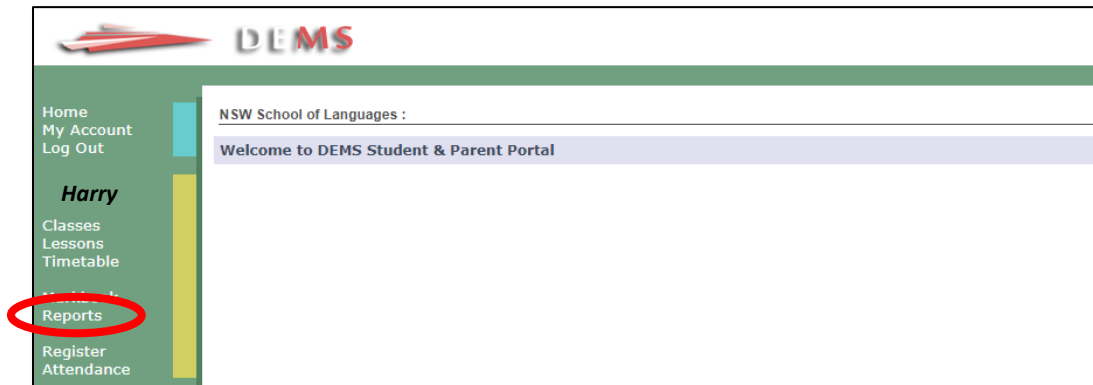 DEMS
NSW School of Languages :
Welcome to DEMS Student & Parent Portal
Home
My Account
Log Out
Harry
Classes
Lessons
Timetable
Reports
Register
Attendance